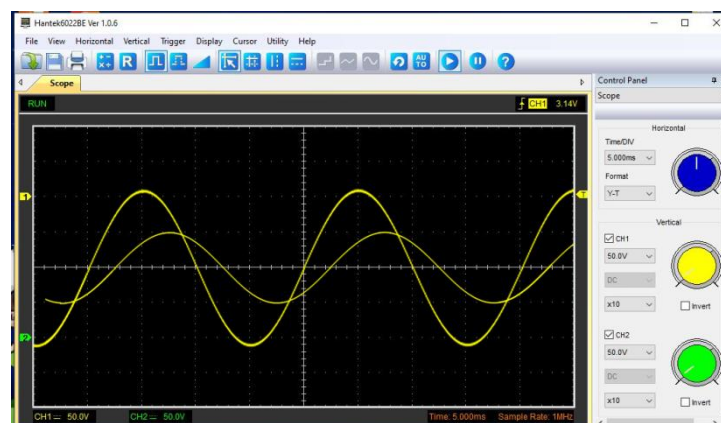 Hantek6022BE Ver 1.0.6
File View Horizontal Vertical Trigger Display Cursor Utility Help
R AU TO ?
Scope
Control Panel
Scope
RUN
CH1 3.14V
Horizontal
Time/DIV
5.000ms
Format
Y-T
Vertical
1
T
CH1
50.0V
DC
x10
Invert
2
CH2
50.0V
DC
x10
Invert
CH1 50.0V CH2 50.0V Time: 5.000ms Sample Rate: 1MHz